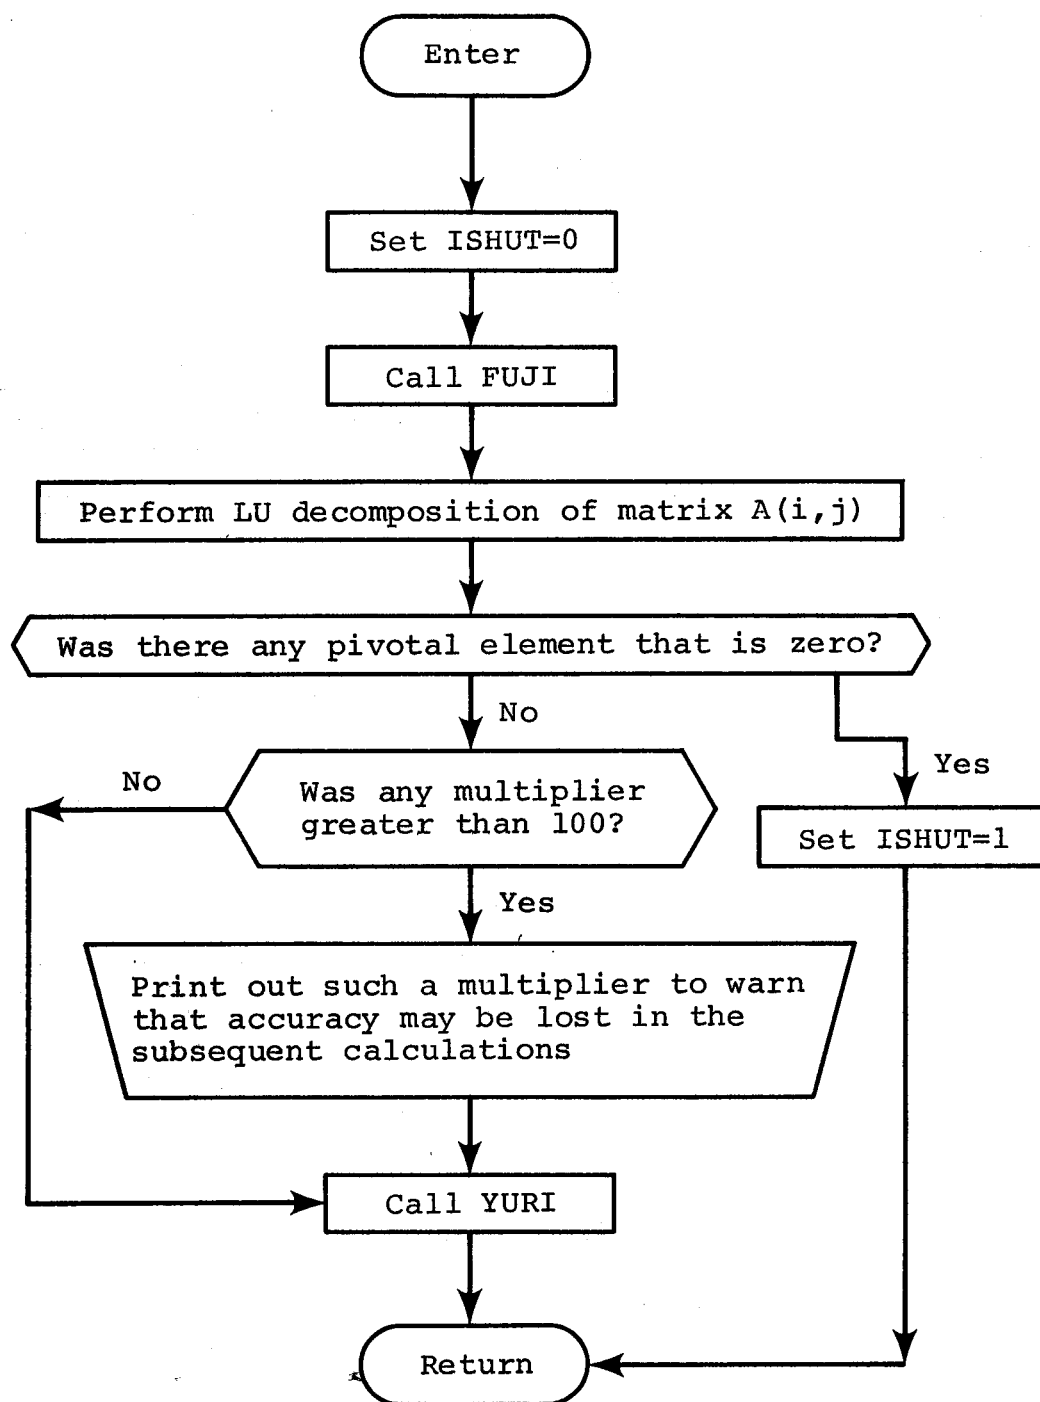 Enter
Set ISHUT=0
Call FUJI
Perform LU decomposition of matrix A(i,j)
Was there any pivotal element that is zero?
No
Yes
No
Was any multiplier
greater than 100?
Set ISHUT=1
Yes
Print out such a multiplier to warn
that accuracy may be lost in the
subsequent calculations
Call YURI
Return